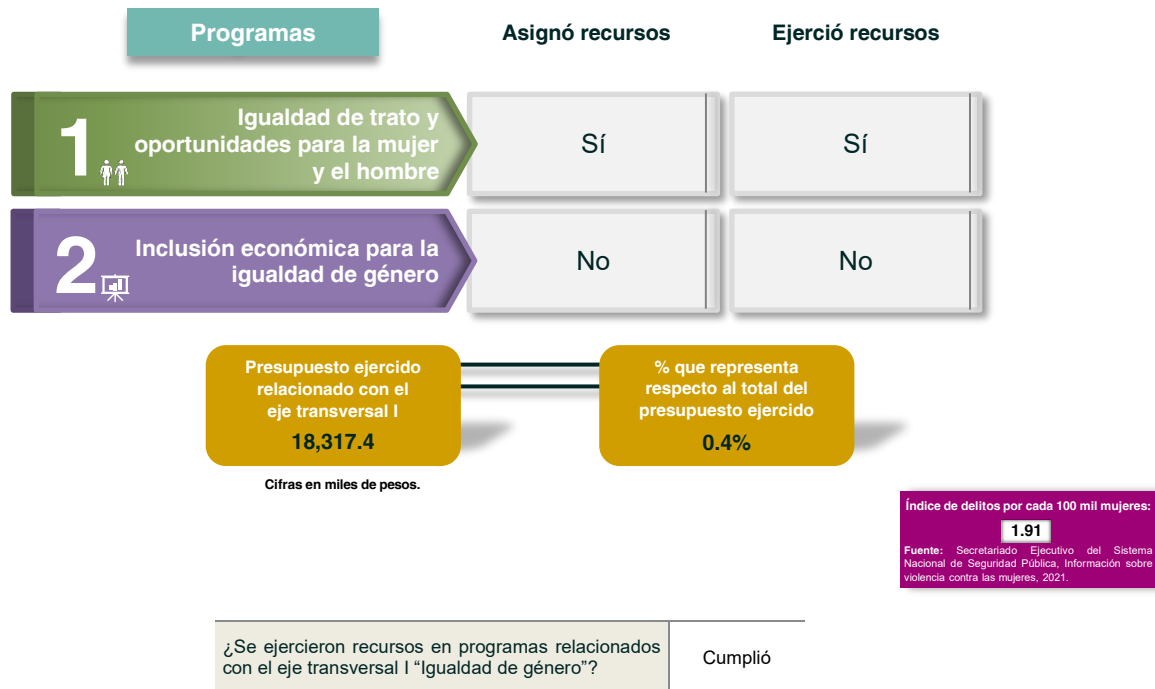 Programas
Asignó recursos
Ejerció recursos
1
Igualdad de trato y
oportunidades para la mujer
y el hombre
Sí
Sí
2
Inclusión económica para la
igualdad de género
No
No
Presupuesto ejercido
relacionado con el
eje transversal I
18,317.4
% que representa
respecto al total del
presupuesto ejercido
0.4%
Cifras en miles de pesos.
Índice de delitos por cada 100 mil mujeres:
1.91
Fuente: Secretariado Ejecutivo del Sistema
Nacional de Seguridad Pública, Información sobre
violencia contra las mujeres, 2021.
¿Se ejercieron recursos en programas relacionados
con el eje transversal I “Igualdad de género”?
Cumplió